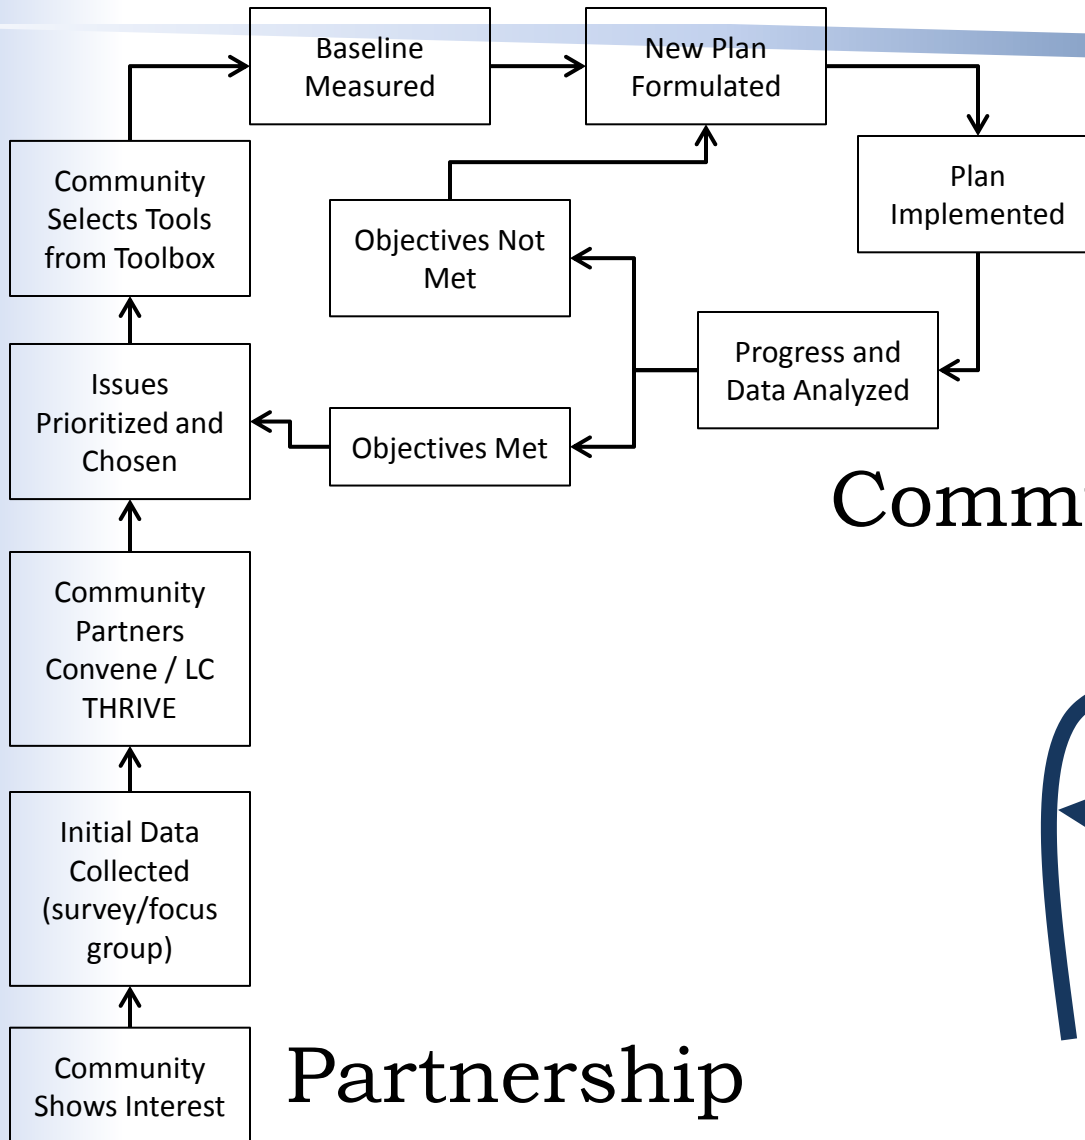 Baseline
Measured
New Plan
Formulated
Community
Selects Tools
from Toolbox
Plan
Implemented
Objectives Not
Met
Progress and
Data Analyzed
Issues
Prioritized and
Chosen
Objectives Met
Community
Partners
Convene / LC
THRIVE
Initial Data
Collected
(survey/focus
group)
Community
Shows Interest
Partnership